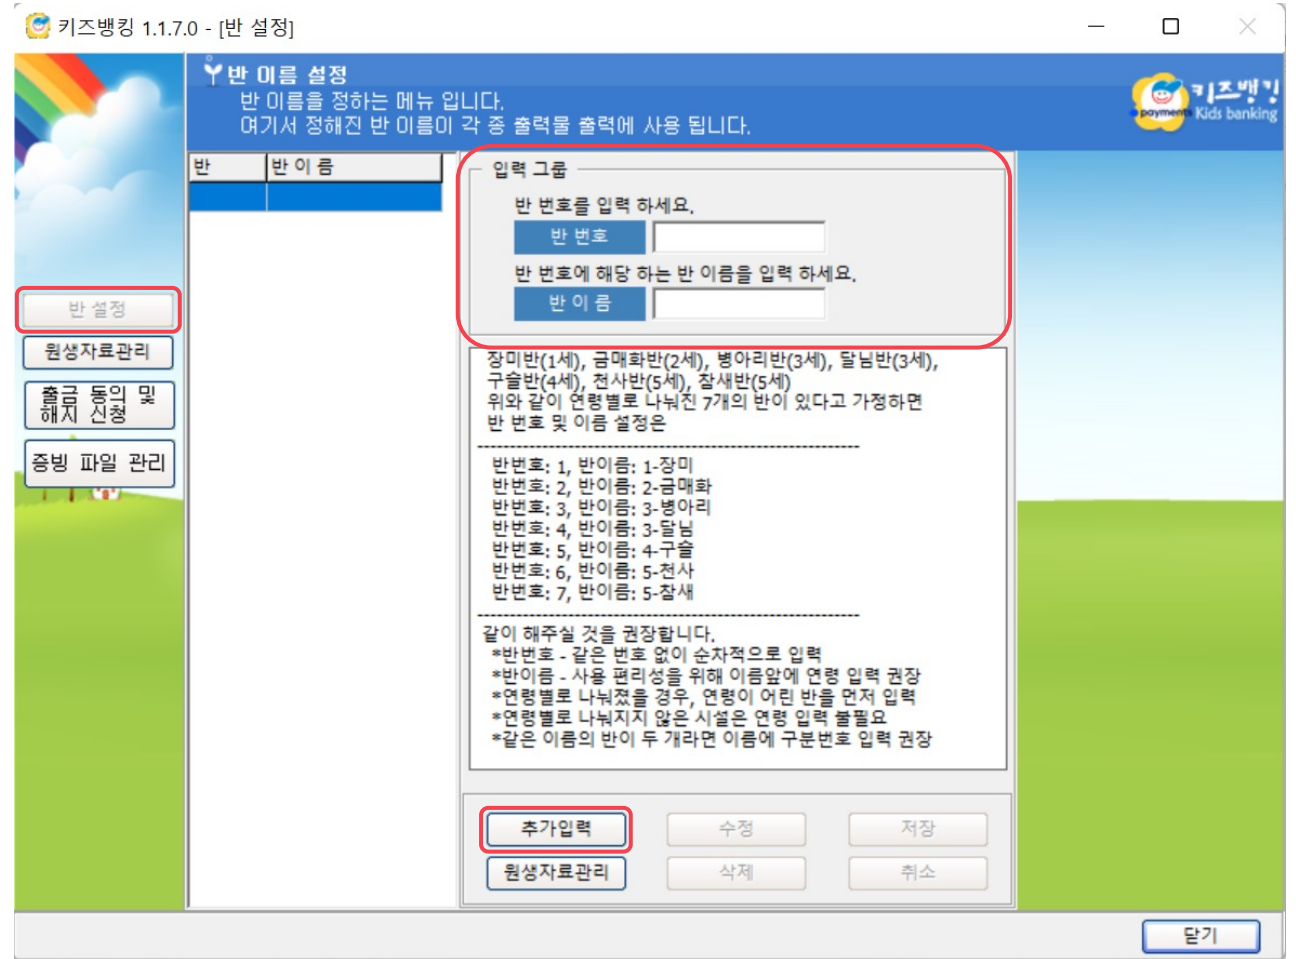 키즈뱅킹 1.1.7.0 - [반 설정]
반 이름 설정
반 이름을 정하는 메뉴 입니다.
여기서 정해진 반 이름이 각 종 출력물 출력에 사용 됩니다.
키즈뱅킹
payments Kids banking
반 반 이 름
입력 그룹
반 번호를 입력 하세요.
반 번호
반 번호에 해당 하는 반 이름을 입력 하세요.
반 이 름
반 설정
원생자료관리
출금 동의 및
해지 신청
증빙 파일 관리
장미반(1세), 금매화반(2세), 병아리반(3세), 달님반(3세),
구슬반(4세), 천사반(5세), 참새반(5세)
위와 같이 연령별로 나눠진 7개의 반이 있다고 가정하면
반 번호 및 이름 설정은
------------------------------------------------------------
반번호: 1, 반이름: 1-장미
반번호: 2, 반이름: 2-금매화
반번호: 3, 반이름: 3-병아리
반번호: 4, 반이름: 3-달님
반번호: 5, 반이름: 4-구슬
반번호: 6, 반이름: 5-천사
반번호: 7, 반이름: 5-참새
------------------------------------------------------------
같이 해주실 것을 권장합니다.
*반번호 - 같은 번호 없이 순차적으로 입력
*반이름 - 사용 편리성을 위해 이름앞에 연령 입력 권장
*연령별로 나눠졌을 경우, 연령이 어린 반을 먼저 입력
*연령별로 나눠지지 않은 시설은 연령 입력 불필요
*같은 이름의 반이 두 개라면 이름에 구분번호 입력 권장
추가입력 수정 저장
원생자료관리 삭제 취소
닫기